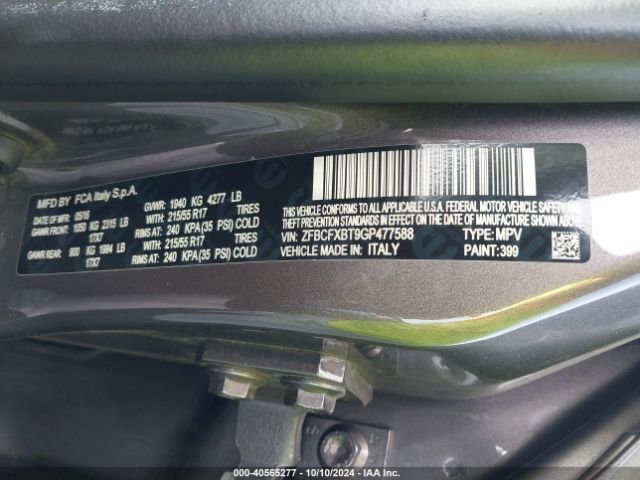 MFD BY FCA Italy S.p.A.
DATE OF MFR 05/16 GVWR: 1940 KG 4277 LB
GAWR FRONT: 1050 KG 2315 LB WITH: 215/55 R17 TIRES
17X7 RIMS AT: 240 KPA(35 PSI) COLD
GAWR REAR: 900 KG 1984 LB WITH: 215/55 R17 TIRES
17X7 RIMS AT: 240 KPA(35 PSI) COLD
THIS VEHICLE CONFORMS TO ALL APPLICABLE U.S.A. FEDERAL MOTOR VEHICLE
SAFETY, BUMPER, AND THEFT PREVENTION STANDARDS IN EFFECT ON THE DATE OF MANUFACTURE SHOWN ABOVE.
VIN: ZFBCFXBT9GP477588 TYPE: MPV
VEHICLE MADE IN: ITALY PAINT: 399
000-40565277 - 10/10/2024 - IAA Inc.